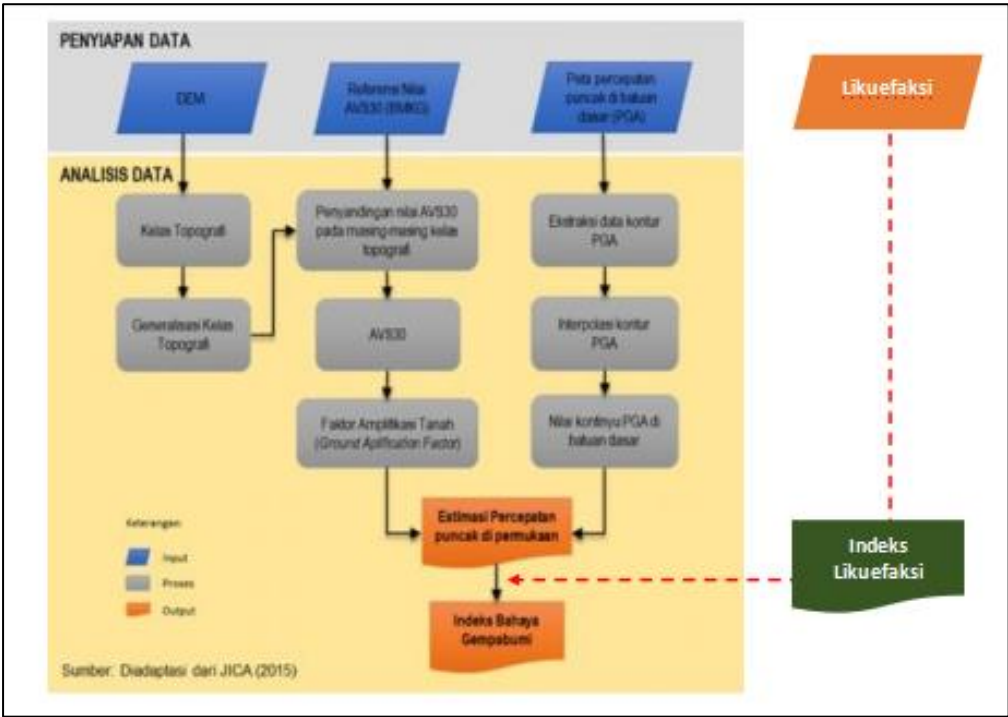 PENYIAPAN DATA
DEM
Referensi Nilai
AVS30 (BMKG)
Peta percepatan
puncak di batuan
dasar (PGA)
Likuefaksi
ANALISIS DATA
Kelas Topografi
Penyandingan nilai AVS30
pada masing-masing kelas
topografi
Ekstraksi data kontur
PGA
Generalisasi Kelas
Topografi
AVS30
Interpolasi kontur
PGA
Faktor Amplifikasi Tanah
(Ground Aplification Factor)
Nilai kontinyu PGA di
batuan dasar
Keterangan
Input
Proses
Output
Estimasi Percepatan
puncak di permukaan
Indeks
Likuefaksi
Indeks Bahaya
Gempabumi
Sumber: Diadaptasi dari JICA (2015)